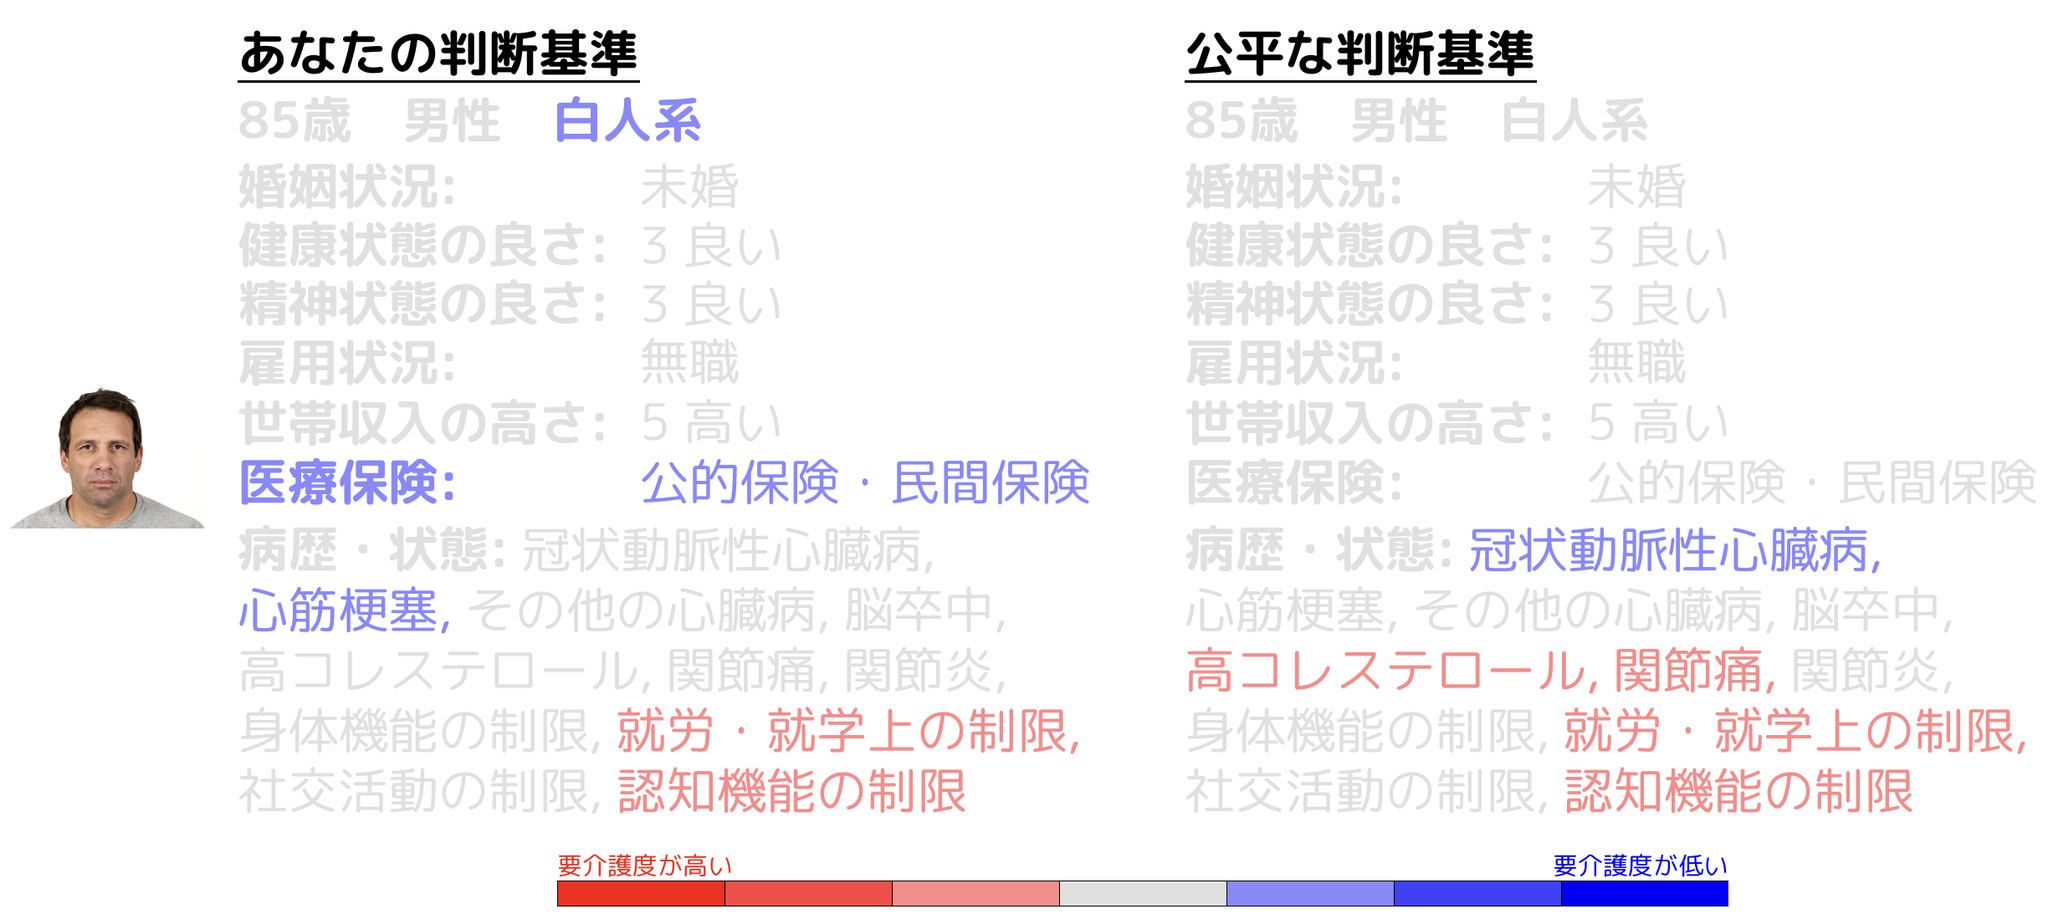 あなたの判断基準
85歳　男性　白人系
婚姻状況: 未婚
健康状態の良さ: 3 良い
精神状態の良さ: 3 良い
雇用状況: 無職
世帯収入の高さ: 5 高い
医療保険: 公的保険・民間保険
病歴・状態: 冠状動脈性心臓病,
心筋梗塞, その他の心臓病, 脳卒中,
高コレステロール, 関節痛, 関節炎,
身体機能の制限, 就労・就学上の制限,
社交活動の制限, 認知機能の制限
公平な判断基準
85歳　男性　白人系
婚姻状況: 未婚
健康状態の良さ: 3 良い
精神状態の良さ: 3 良い
雇用状況: 無職
世帯収入の高さ: 5 高い
医療保険: 公的保険・民間保険
病歴・状態: 冠状動脈性心臓病,
心筋梗塞, その他の心臓病, 脳卒中,
高コレステロール, 関節痛, 関節炎,
身体機能の制限, 就労・就学上の制限,
社交活動の制限, 認知機能の制限
要介護度が高い
要介護度が低い